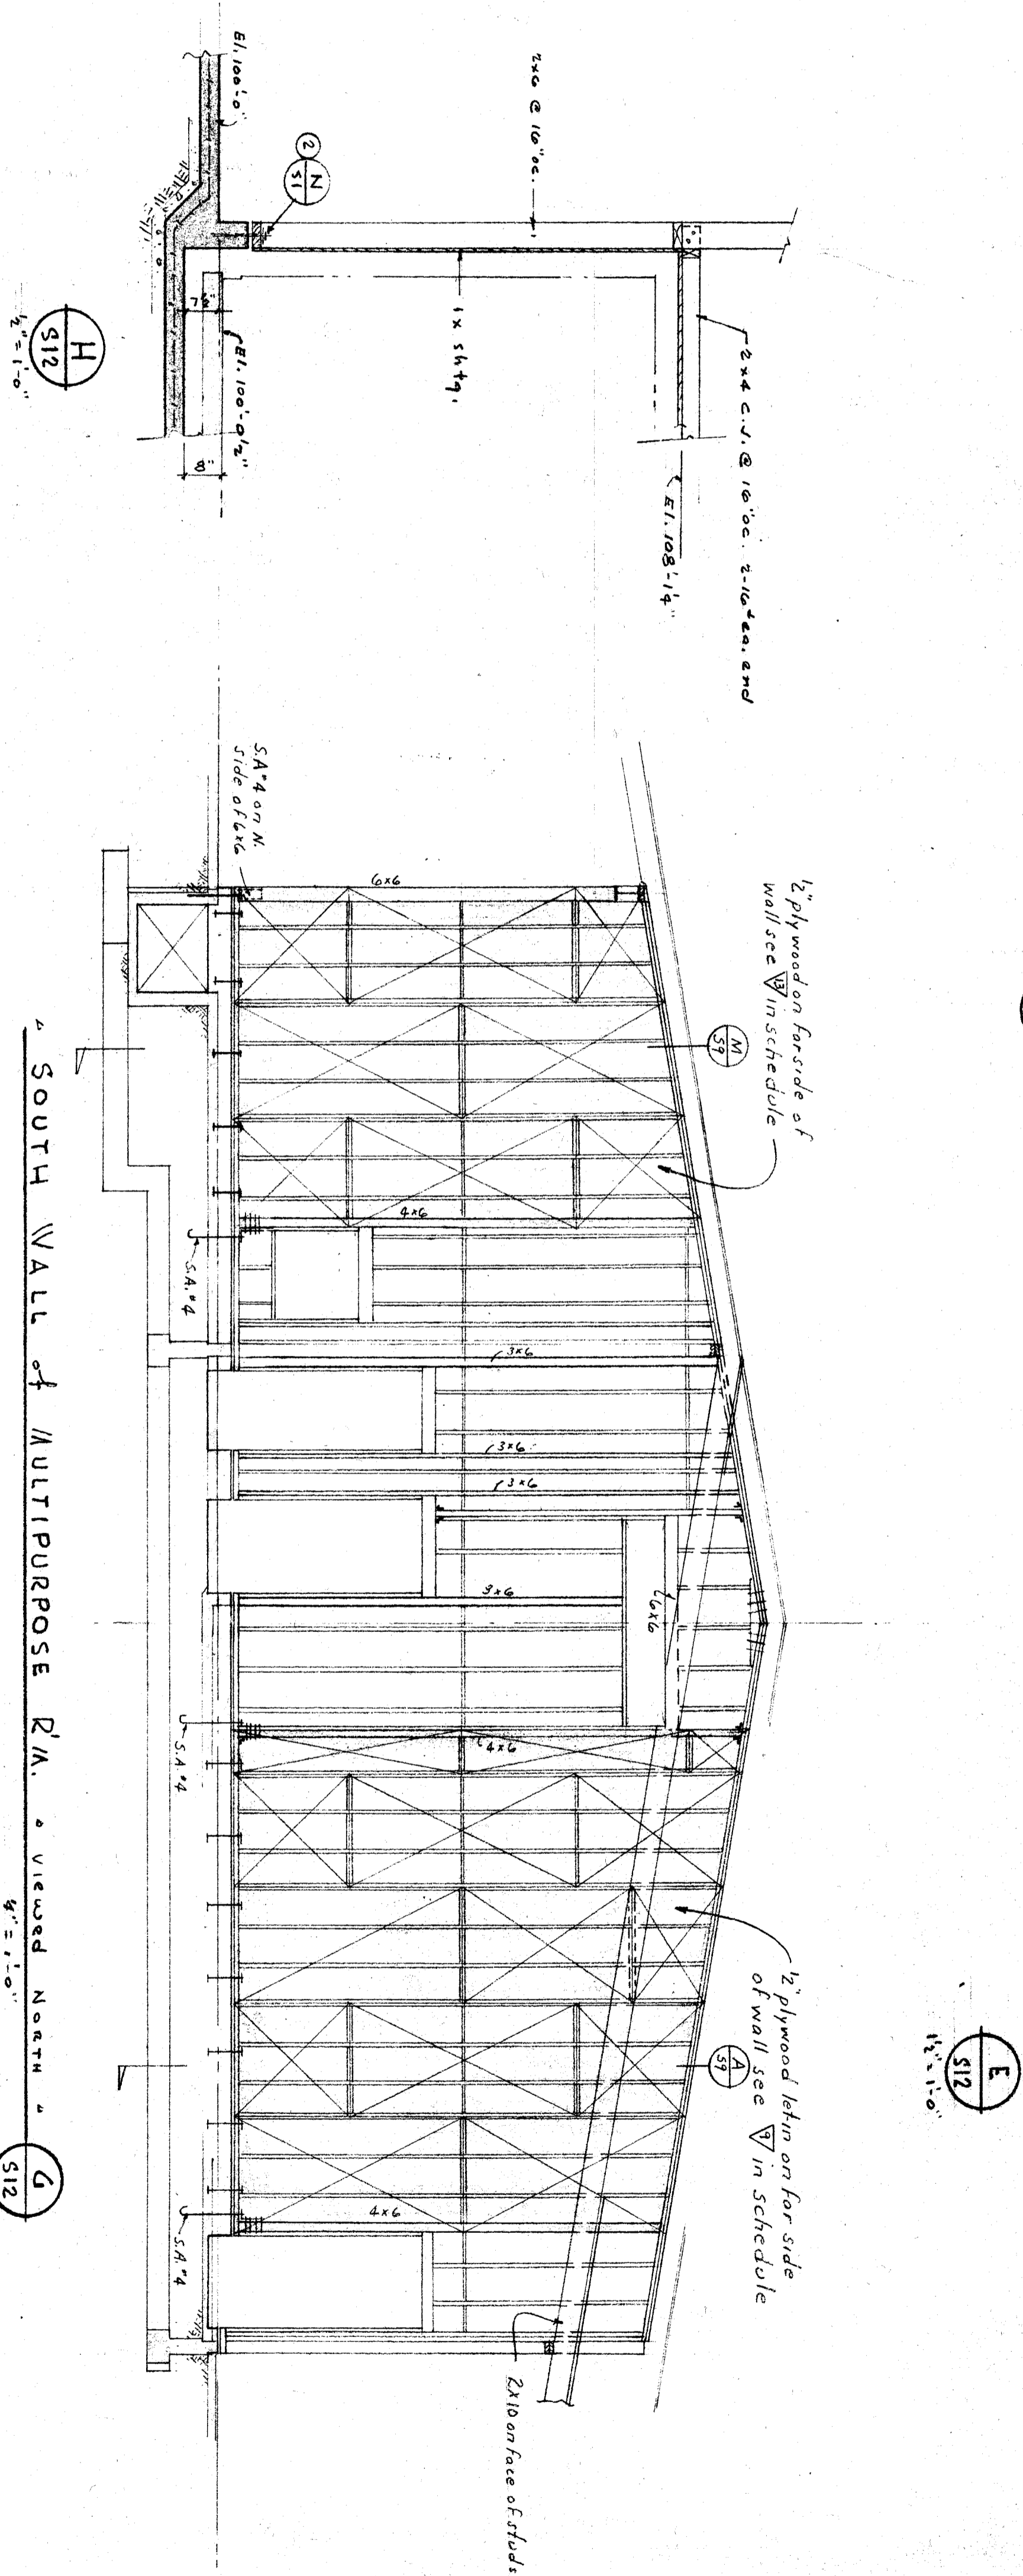 El. 100'-0"
2x6 @ 16"oc.
2
N
S1
7 1/2"
El. 100'-0 1/2"
8"
1x shtg.
2x4 c.J. @ 16"oc. 2-16d ea. end
El. 108'-1 1/4"
H
S12
1/2" = 1'-0"
1/2" plywood on far side of
wall see 13 in schedule
M
S9
S.A.#4 on N.
side of 6x6
6x6
4x6
S.A.#4
3x6
3x6
3x6
3x6
6x6
4x6
S.A.#4
1/2" plywood let in on far side
of wall see 9 in schedule
A
S9
4x6
S.A.#4
2x10 on face of studs
E
S12
1 1/2" = 1'-0"
SOUTH WALL of MULTIPURPOSE R'M. viewed NORTH
1/4" = 1'-0"
G
S12